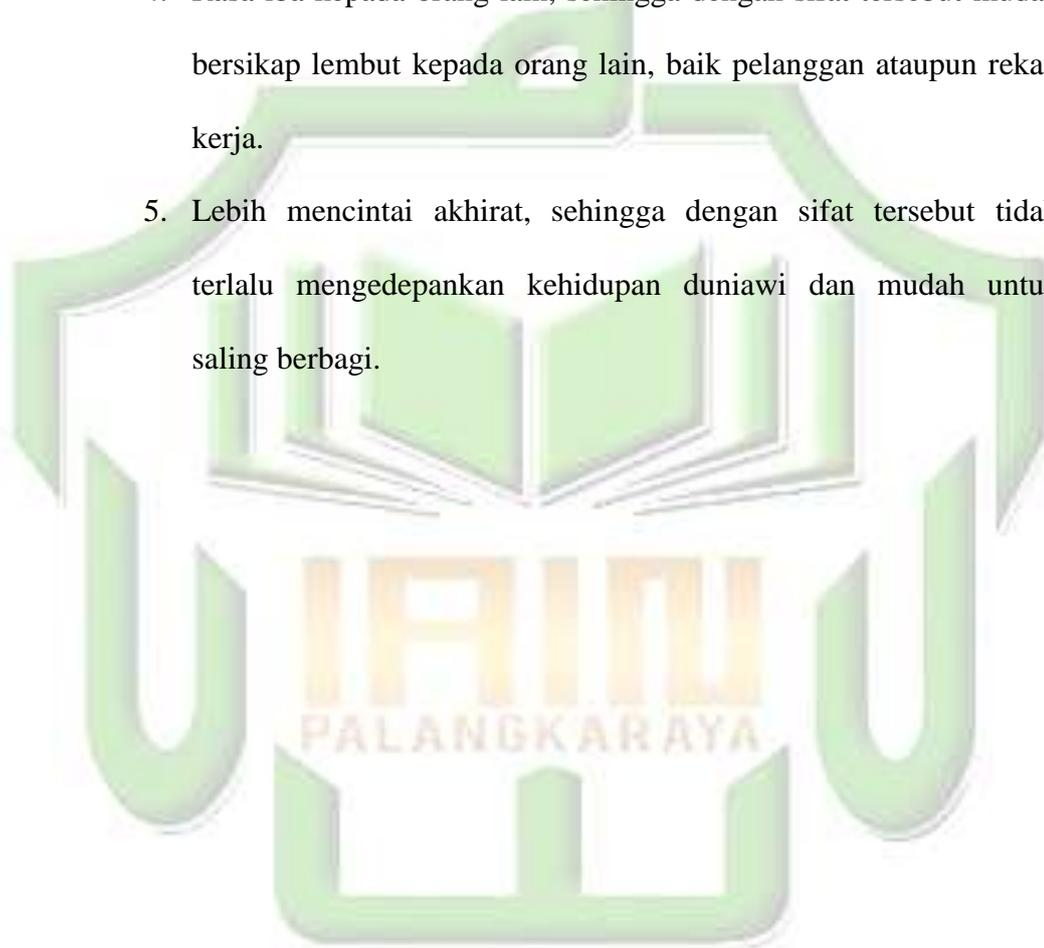 bersikap lembut kepada orang lain, baik pelanggan ataupun reka
kerja.
5. Lebih mencintai akhirat, sehingga dengan sifat tersebut tida
terlalu mengedepankan kehidupan duniawi dan mudah untu
saling berbagi.
IAIN
PALANGKARAYA